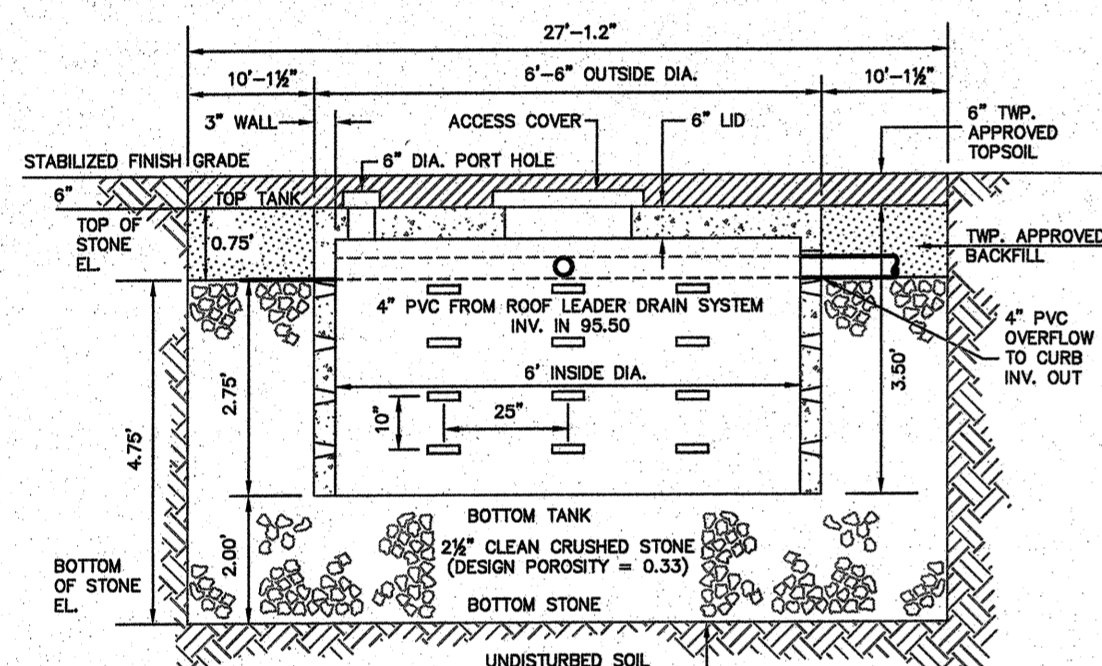 27'-1.2"
10'-1½"
6'-6" OUTSIDE DIA.
10'-1½"
3" WALL
ACCESS COVER
6" LID
6" TWP.
APPROVED
TOPSOIL
STABILIZED FINISH GRADE
6" DIA. PORT HOLE
6"
TOP TANK
TOP OF
STONE
EL.
0.75'
TWP. APPROVED
BACKFILL
4" PVC FROM ROOF LEADER DRAIN SYSTEM
INV. IN 95.50
4" PVC
OVERFLOW
TO CURB
INV. OUT
6' INSIDE DIA.
3.50'
2.75'
10"
25"
4.75'
BOTTOM TANK
2½" CLEAN CRUSHED STONE
(DESIGN POROSITY = 0.33)
2.00'
BOTTOM
OF STONE
EL.
BOTTOM STONE
UNDISTURBED SOIL